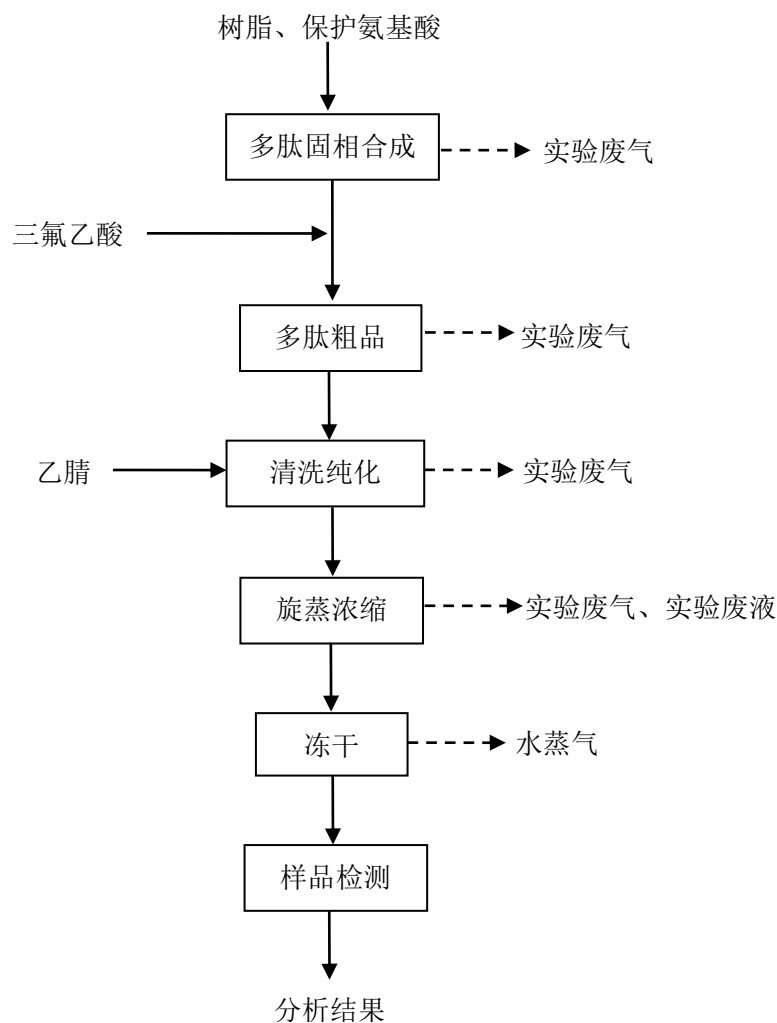 树脂、保护氨基酸
多肽固相合成
实验废气
三氟乙酸
多肽粗品
实验废气
乙腈
清洗纯化
实验废气
旋蒸浓缩
实验废气、实验废液
冻干
水蒸气
样品检测
分析结果